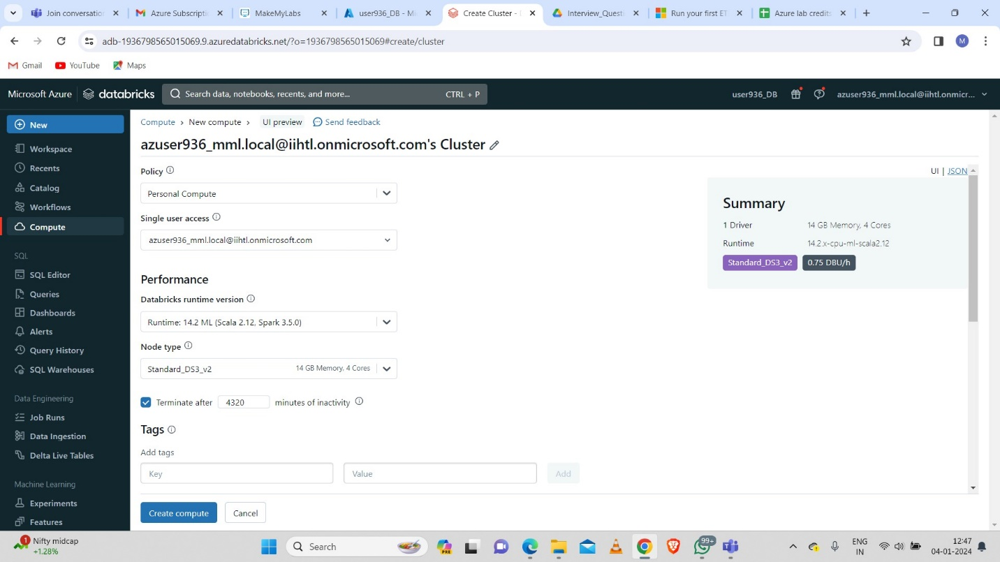 Join conversation
Azure Subscripti
MakeMyLabs
user936_DB - Mi
Create Cluster - D
Interview_Quest
Run your first ET
Azure lab credits
adb-1936798565015069.9.azuredatabricks.net/?o=1936798565015069#create/cluster
M
Gmail
YouTube
Maps
Microsoft Azure
databricks
Search data, notebooks, recents, and more...
CTRL + P
user936_DB
azuser936_mml.local@iihtl.onmicr...
New
Workspace
Recents
Catalog
Workflows
Compute
SQL
SQL Editor
Queries
Dashboards
Alerts
Query History
SQL Warehouses
Data Engineering
Job Runs
Data Ingestion
Delta Live Tables
Machine Learning
Experiments
Features
Compute › New compute › UI preview Send feedback
azuser936_mml.local@iihtl.onmicrosoft.com's Cluster
UI | JSON
Policy
Personal Compute
Single user access
azuser936_mml.local@iihtl.onmicrosoft.com
Performance
Databricks runtime version
Runtime: 14.2 ML (Scala 2.12, Spark 3.5.0)
Node type
Standard_DS3_v2 14 GB Memory, 4 Cores
Terminate after 4320 minutes of inactivity
Tags
Add tags
Key
Value
Add
Create compute
Cancel
Summary
1 Driver 14 GB Memory, 4 Cores
Runtime 14.2.x-cpu-ml-scala2.12
Standard_DS3_v2 0.75 DBU/h
1
Nifty midcap
+1.28%
Search
PRE
99+
ENG
IN
12:47
04-01-2024